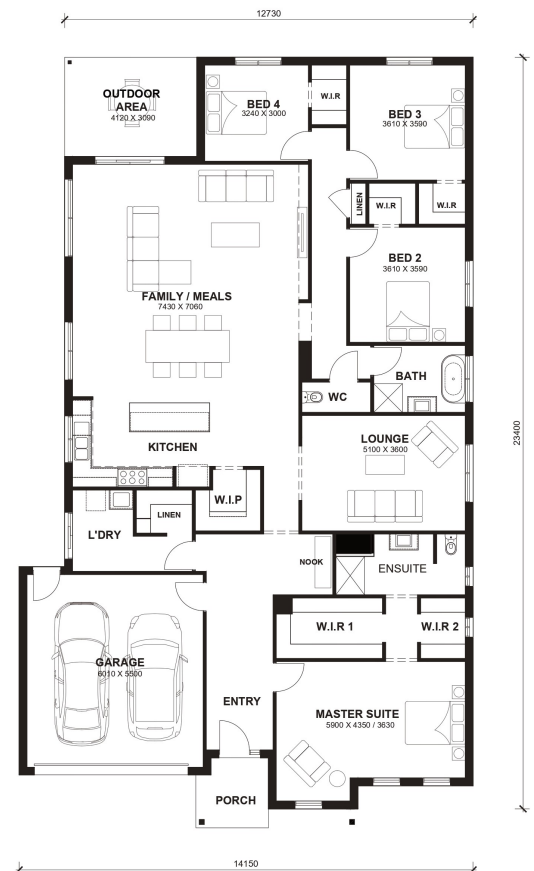 12730
OUTDOOR
AREA
4120 X 3090
BED 4
3240 X 3000
W.I.R
BED 3
3610 X 3590
LINEN
W.I.R
W.I.R
BED 2
3610 X 3590
FAMILY / MEALS
7430 X 7060
BATH
WC
KITCHEN
LOUNGE
5100 X 3600
23400
W.I.P
LINEN
L'DRY
NOOK
ENSUITE
W.I.R 1
W.I.R 2
GARAGE
6010 X 5500
ENTRY
MASTER SUITE
5900 X 4350 / 3630
PORCH
14150